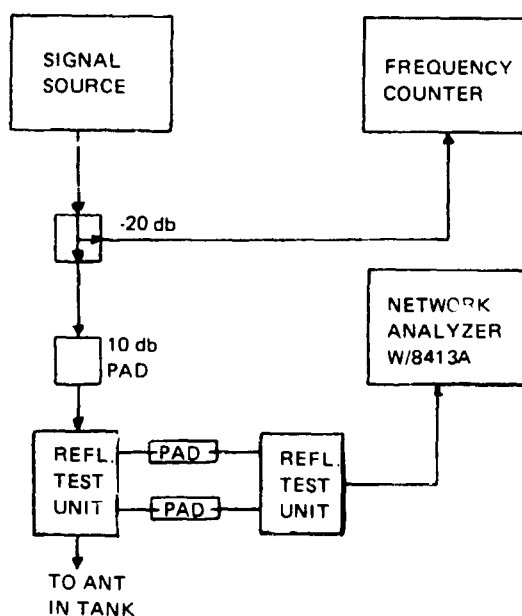 SIGNAL
SOURCE
FREQUENCY
COUNTER
-20 db
NETWORK
ANALYZER
W/8413A
10 db
PAD
REFL.
TEST
UNIT
PAD
PAD
REFL.
TEST
UNIT
TO ANT
IN TANK